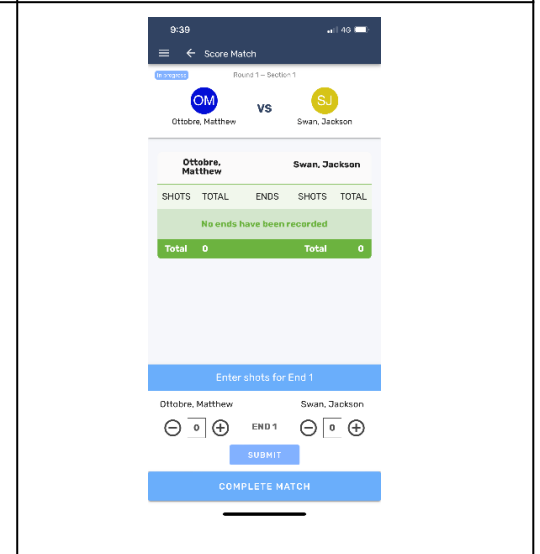 9:39 4G
Score Match
In progress Round 1 – Section 1
OM VS SJ
Ottobre, Matthew Swan, Jackson
Ottobre, Swan, Jackson
Matthew
SHOTS TOTAL ENDS SHOTS TOTAL
No ends have been recorded
Total 0 Total 0
Enter shots for End 1
Ottobre, Matthew Swan, Jackson
0 END 1 0
SUBMIT
COMPLETE MATCH